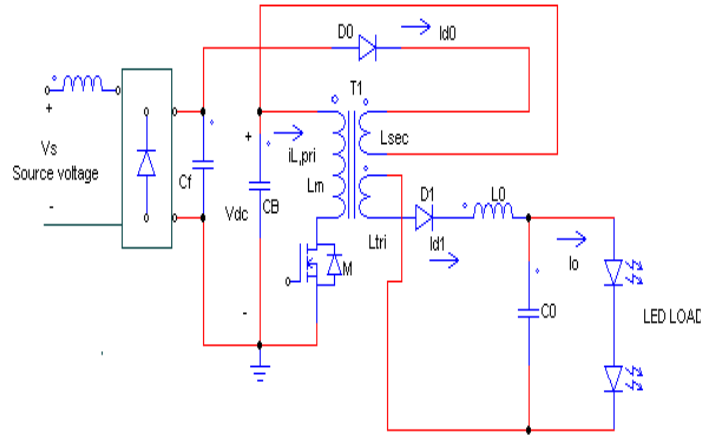 D0
Id0
T1
+
Vs
Source voltage
-
Cf
+
Vdc
-
CB
iL,pri
Lm
Lsec
Ltri
M
D1
Id1
L0
Io
C0
LED LOAD